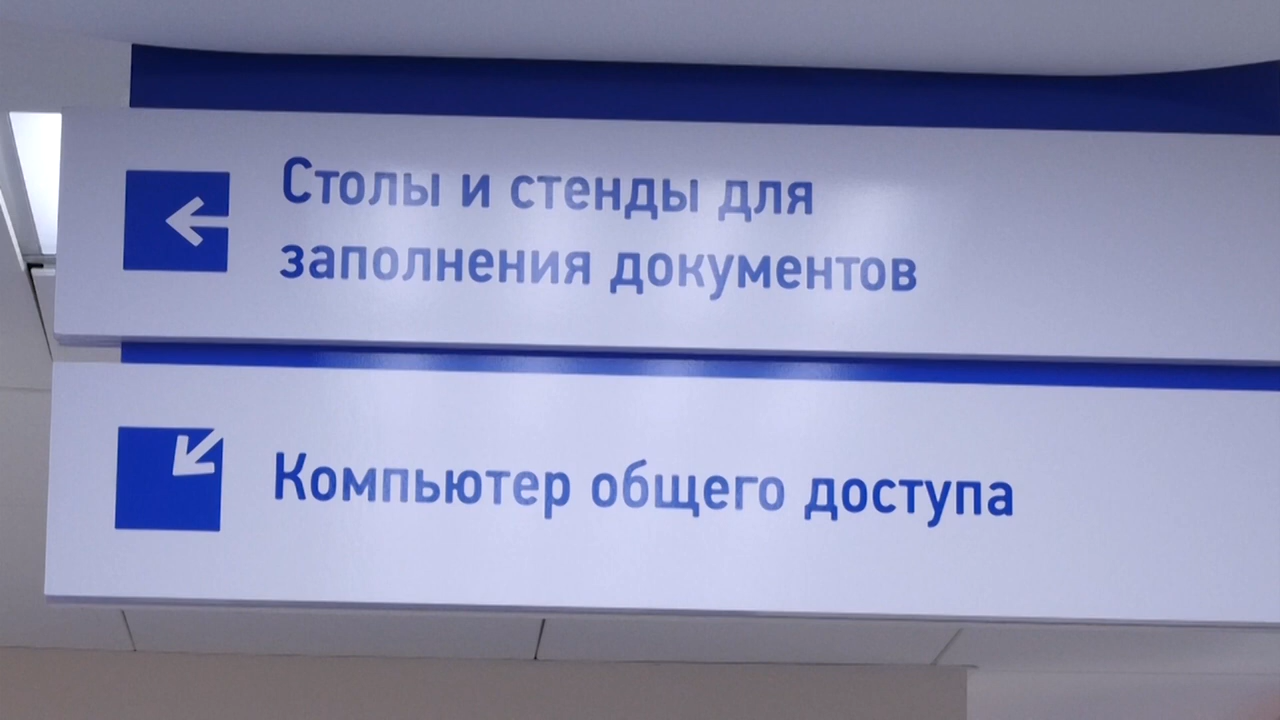 Столы и стенды для
заполнения документов
Компьютер общего доступа